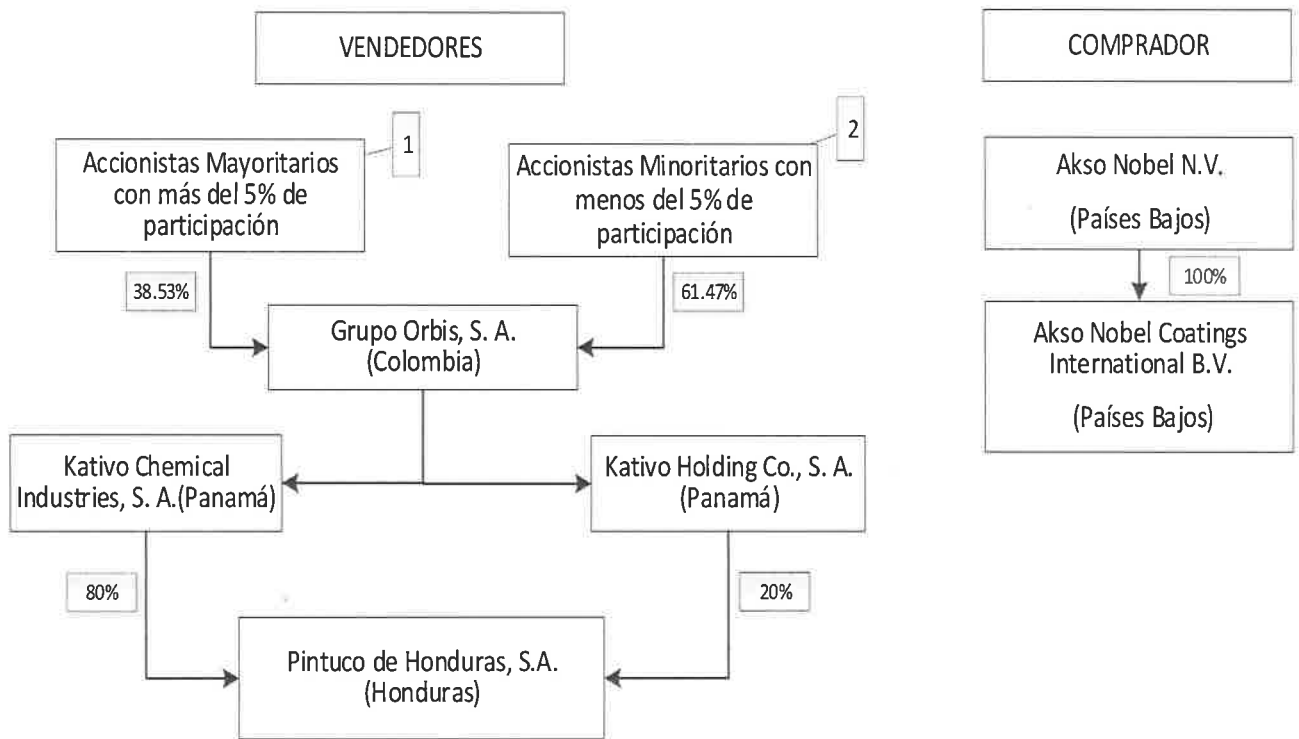 VENDEDORES
COMPRADOR
1
2
Accionistas Mayoritarios
con más del 5% de
participación
Accionistas Minoritarios con
menos del 5% de
participación
Akso Nobel N.V.
(Países Bajos)
38.53%
61.47%
100%
Grupo Orbis, S. A.
(Colombia)
Akso Nobel Coatings
International B.V.
(Países Bajos)
Kativo Chemical
Industries, S. A.(Panamá)
Kativo Holding Co., S. A.
(Panamá)
80%
20%
Pintuco de Honduras, S.A.
(Honduras)